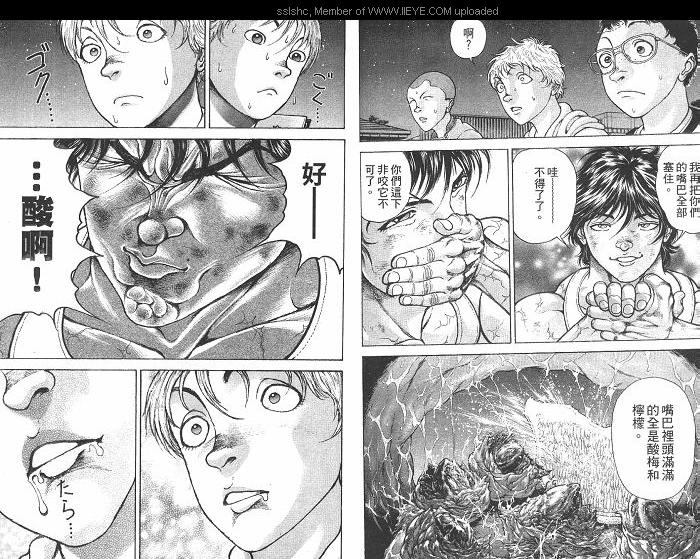 sslshc, Member of WWW.IIEYE.COM uploaded
啊?
我再把你們
的嘴巴全部
塞住。
哇——
不得了了。
你們這下
非咬它不
可了。
嘴巴裡頭滿滿
的全是酸梅和
檸檬。
ごく……
ゴク……
好——
…酸啊!
たら…